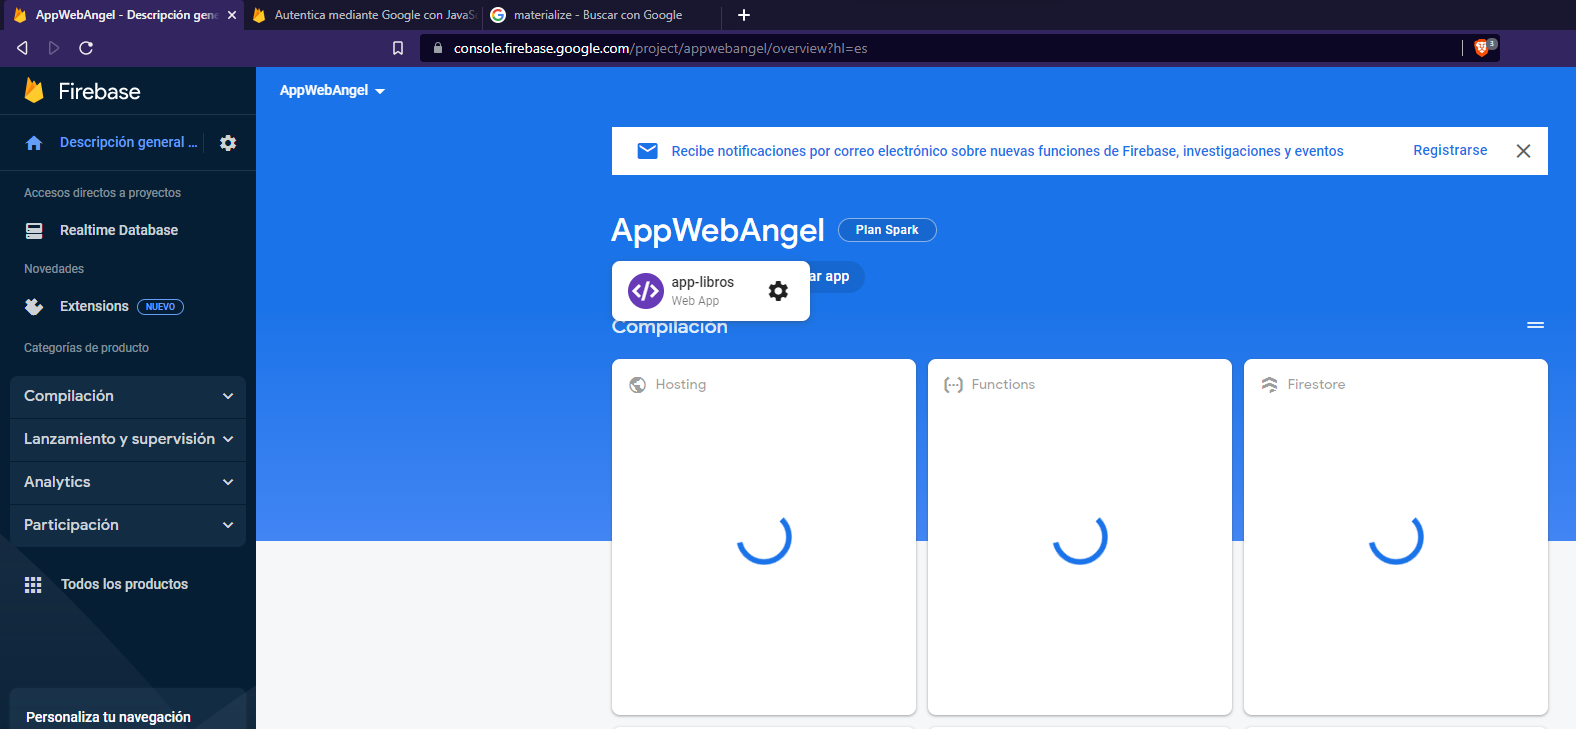 AppWebAngel - Descripción gene
Autentica mediante Google con JavaSc
materialize - Buscar con Google
console.firebase.google.com/project/appwebangel/overview?hl=es
3
Firebase
AppWebAngel
Descripción general ...
Recibe notificaciones por correo electrónico sobre nuevas funciones de Firebase, investigaciones y eventos
Registrarse
Accesos directos a proyectos
Realtime Database
AppWebAngel
Plan Spark
Novedades
Extensions
NUEVO
app-libros
Web App
ar app
Compilación
Categorías de producto
Compilación
Lanzamiento y supervisión
Analytics
Participación
Todos los productos
Personaliza tu navegación
Hosting
Functions
Firestore